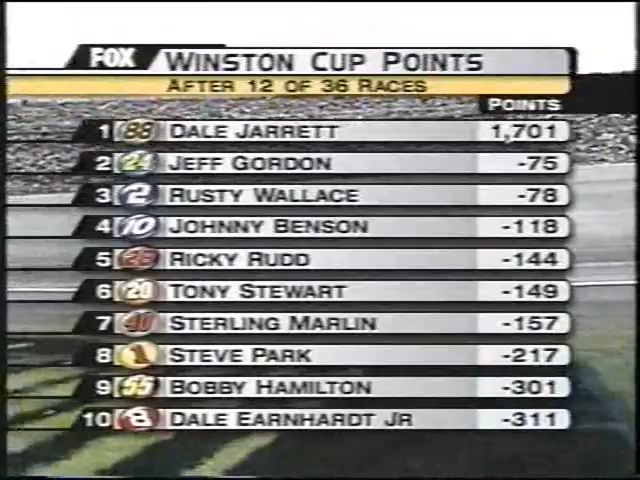 FOX WINSTON CUP POINTS
AFTER 12 OF 36 RACES
POINTS
1 88 DALE JARRETT 1,701
2 24 JEFF GORDON -75
3 2 RUSTY WALLACE -78
4 10 JOHNNY BENSON -118
5 28 RICKY RUDD -144
6 20 TONY STEWART -149
7 40 STERLING MARLIN -157
8 1 STEVE PARK -217
9 55 BOBBY HAMILTON -301
10 8 DALE EARNHARDT JR -311